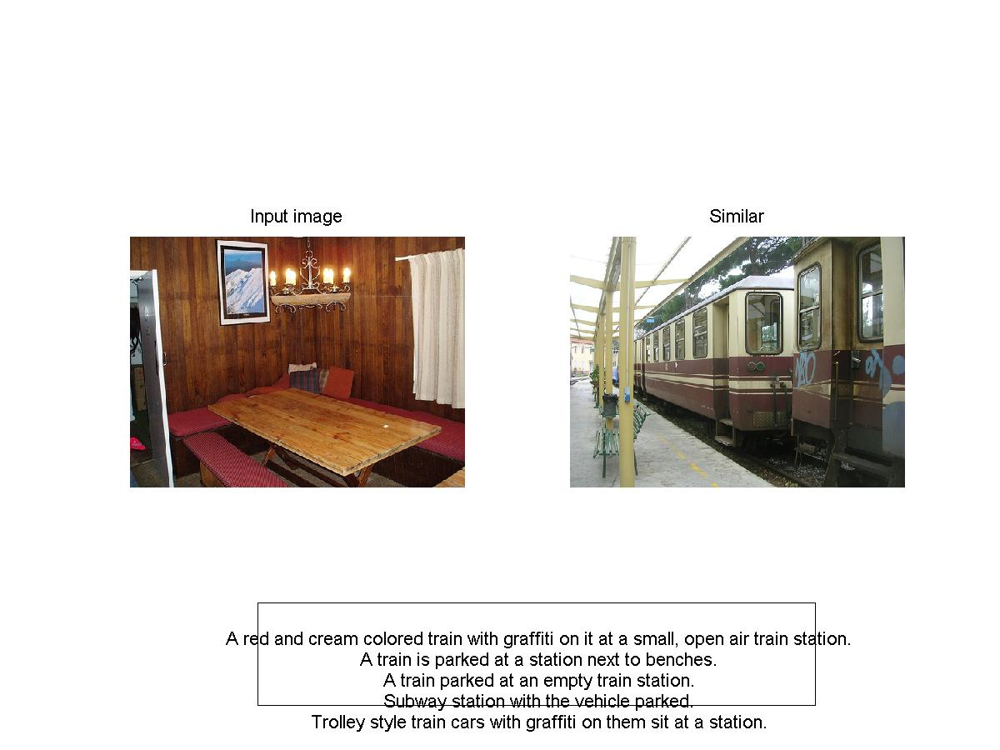 Input image
Similar
A red and cream colored train with graffiti on it at a small, open air train station.
A train is parked at a station next to benches.
A train parked at an empty train station.
Subway station with the vehicle parked.
Trolley style train cars with graffiti on them sit at a station.